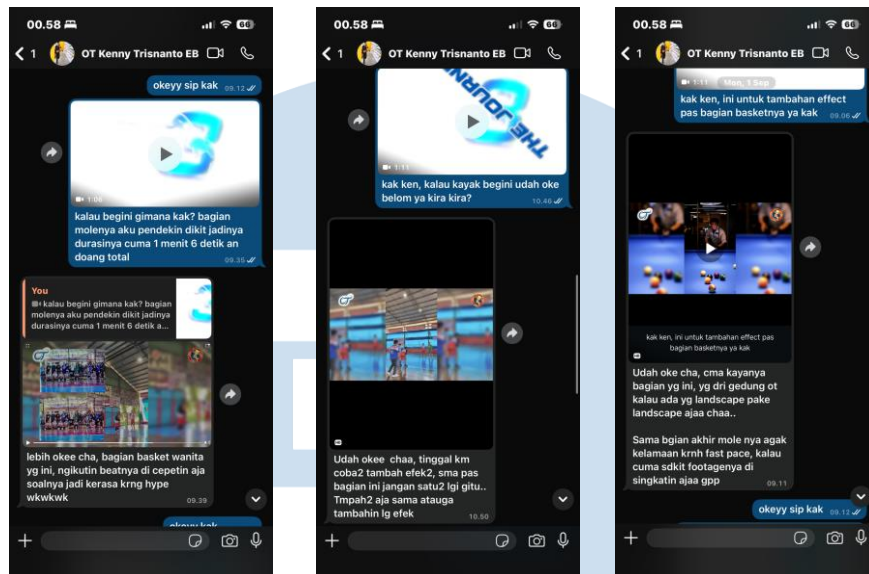 00.58
66
1
OT Kenny Trisnanto EB
okeyy sip kak 09.12
1:06
kalau begini gimana kak? bagian
molenya aku pendekin dikit jadinya
durasinya cuma 1 menit 6 detik an
doang total
09.35
You
kalau begini gimana kak? bagian
molenya aku pendekin dikit jadinya
durasinya cuma 1 menit 6 detik a...
lebih okee cha, bagian basket wanita
yg ini, ngikutin beatnya di cepetin aja
soalnya jadi kerasa krng hype
wkwkwk
09.39
okeyy kak
00.58
66
1
OT Kenny Trisnanto EB
THE JOURNE
1:11
kak ken, kalau kayak begini udah oke
belom ya kira kira?
10.46
Udah okee chaa, tinggal km
coba2 tambah efek2, sma pas
bagian ini jangan satu2 lgi gitu..
Tmpah2 aja sama atauga
tambahin lg efek
10.50
00.58
66
1
OT Kenny Trisnanto EB
1:11
Mon, 1 Sep
kak ken, ini untuk tambahan effect
pas bagian basketnya ya kak
09.06
kak ken, ini untuk tambahan effect pas
bagian basketnya ya kak
Udah oke cha, cma kayanya
bagian yg ini, yg dri gedung ot
kalau ada yg landscape pake
landscape ajaa chaa..
Sama bgian akhir mole nya agak
kelamaan krnh fast pace, kalau
cuma sdkit footagenya di
singkatin ajaa gpp
09.11
okeyy sip kak 09.12